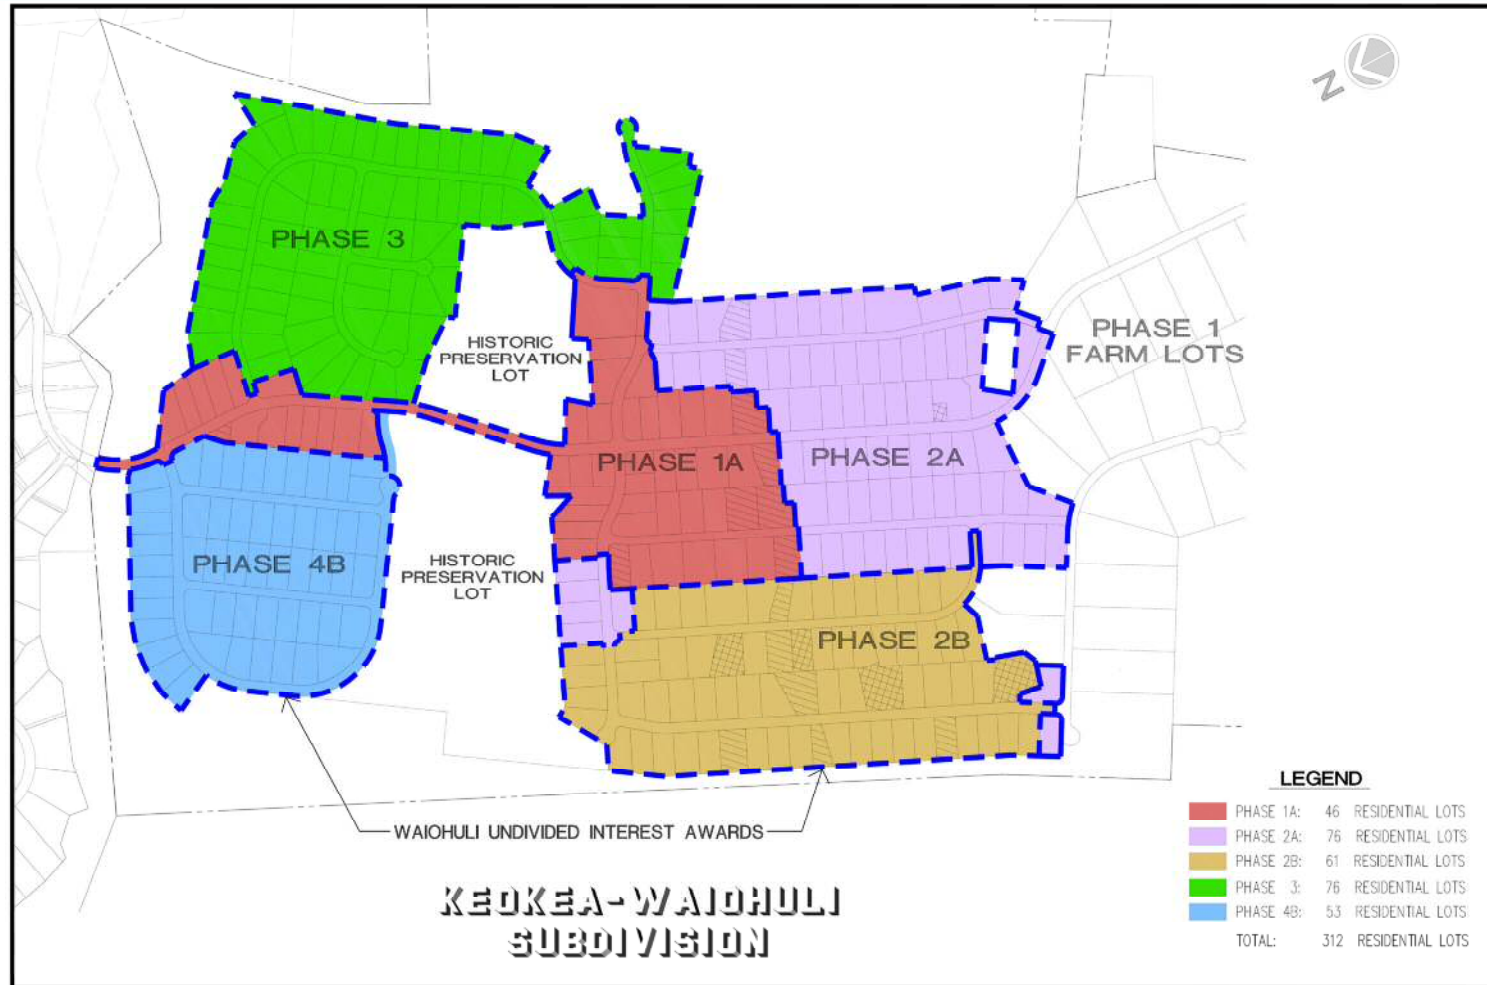 N
PHASE 3
PHASE 1
FARM LOTS
HISTORIC
PRESERVATION
LOT
PHASE 1A
PHASE 2A
PHASE 4B
HISTORIC
PRESERVATION
LOT
PHASE 2B
WAIOHULI UNDIVIDED INTEREST AWARDS
KEOKEA-WAIOHULI
SUBDIVISION
LEGEND
PHASE 1A: 46 RESIDENTIAL LOTS
PHASE 2A: 76 RESIDENTIAL LOTS
PHASE 2B: 61 RESIDENTIAL LOTS
PHASE 3: 76 RESIDENTIAL LOTS
PHASE 4B: 53 RESIDENTIAL LOTS
TOTAL: 312 RESIDENTIAL LOTS